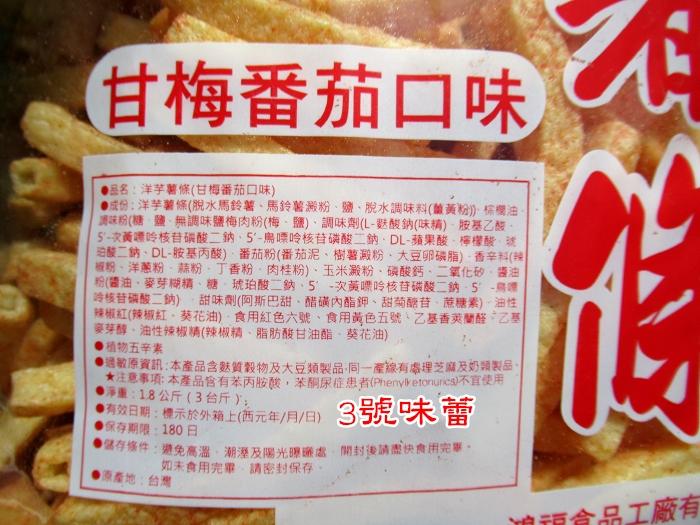 甘梅番茄口味
●品名：洋芋薯條(甘梅番茄口味)
●成份：洋芋薯條(脫水馬鈴薯、馬鈴薯澱粉、鹽、脫水調味料(薑黃粉))、棕櫚油、
調味粉(糖、鹽、無調味鹽梅肉粉(梅、鹽)、調味劑(L-麩酸鈉(味精)、胺基乙酸、
5´-次黃嘌呤核苷磷酸二鈉、5´-鳥嘌呤核苷磷酸二鈉、DL-蘋果酸、檸檬酸、琥
珀酸二鈉、DL-胺基丙酸)、番茄粉(番茄泥、樹薯澱粉、大豆卵磷脂)、香辛料(辣
椒粉、洋蔥粉、蒜粉、丁香粉、肉桂粉)、玉米澱粉、磷酸鈣、二氧化矽、醬油
粉(醬油、麥芽糊精、糖、琥珀酸二鈉、5´-次黃嘌呤核苷磷酸二鈉、5´-鳥嘌
呤核苷磷酸二鈉)、甜味劑(阿斯巴甜、醋磺內酯鉀、甜菊醣苷、蔗糖素)、油性
辣椒紅(辣椒紅、葵花油)、食用紅色六號、食用黃色五號、乙基香莢蘭醛、乙基
麥芽醇、油性辣椒精(辣椒精、脂肪酸甘油酯、葵花油)
●植物五辛素
●過敏原資訊:本產品含麩質穀物及大豆類製品,同一產線有處理芝麻及奶類製品。
★注意事項:本產品含有苯丙胺酸，苯酮尿症患者(Phenylketonurics)不宜使用
●淨重：1.8公斤（3台斤）
●有效日期：標示於外箱上(西元年/月/日)
●保存期限：180日
●儲存條件：避免高溫、潮溼及陽光曝曬處，開封後請盡快食用完畢。
如未食用完畢，請密封保存。
●原產地：台灣
3號味蕾
條
鴻福食品工廠有